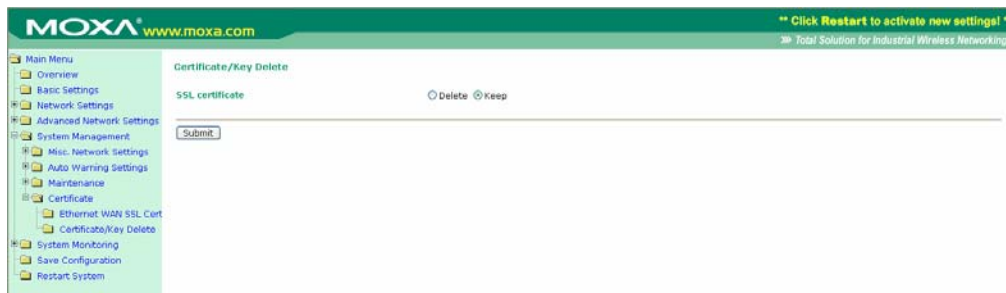 MOXA® www.moxa.com
** Click Restart to activate new settings! *
Total Solution for Industrial Wireless Networking
Main Menu
Overview
Basic Settings
Network Settings
Advanced Network Settings
System Management
Misc. Network Settings
Auto Warning Settings
Maintenance
Certificate
Ethernet WAN SSL Cert
Certificate/Key Delete
System Monitoring
Save Configuration
Restart System
Certificate/Key Delete
SSL certificate Delete Keep
Submit